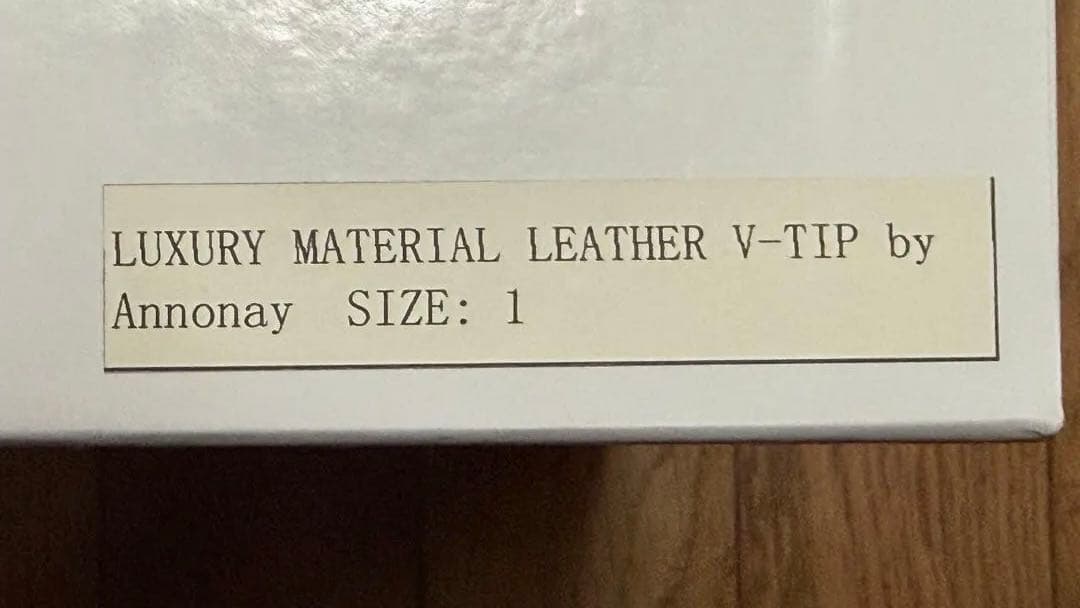 LUXURY MATERIAL LEATHER V-TIP by
Annonay SIZE: 1